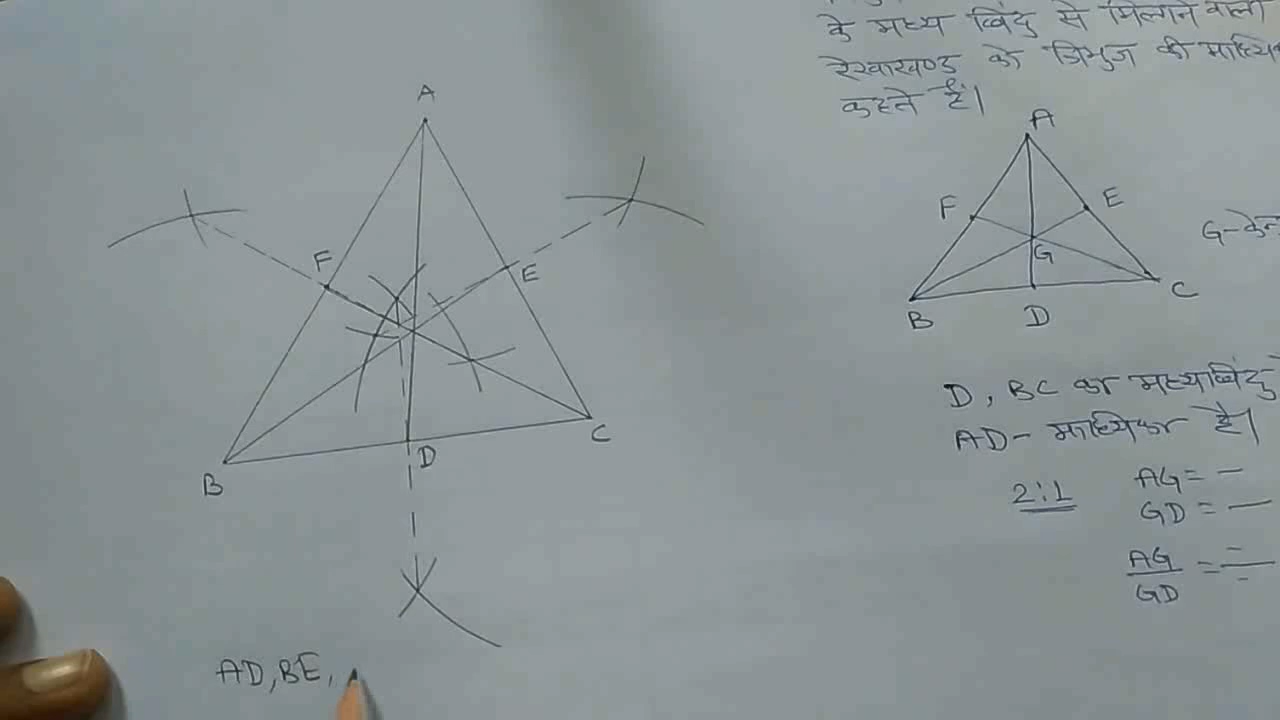 के मध्य बिंदु से मिलाने वाली
रेखाखण्ड को त्रिभुज की
कहते हैं।
A
F
E
G
B
D
C
G-
A
F
E
B
D
C
D, BC का मध्यबिंदु
AD- माध्यिका है।
2:1
AG = —
GD = —
AG/GD =
AD, BE,